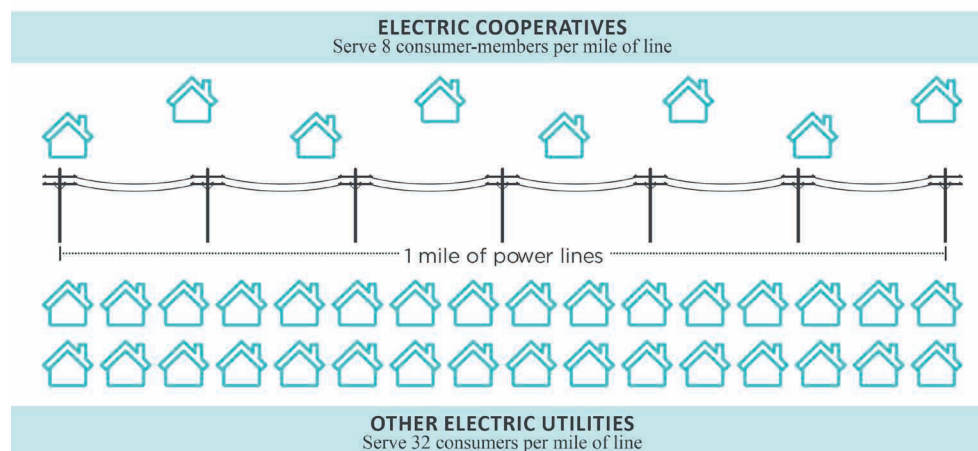 ELECTRIC COOPERATIVES
Serve 8 consumer-members per mile of line
1 mile of power lines
OTHER ELECTRIC UTILITIES
Serve 32 consumers per mile of line